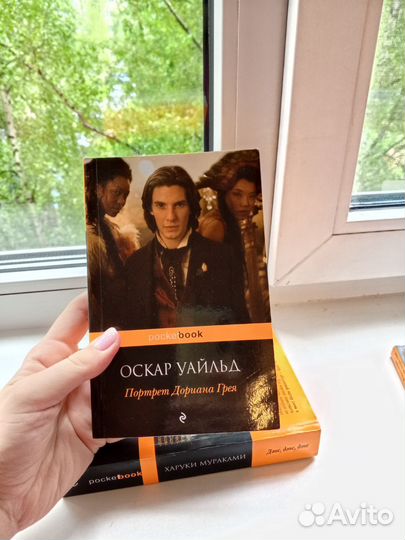 pocketbook
ОСКАР УАЙЛЬД
Портрет Дориана Грея
pocketbook
ХАРУКИ МУРАКАМИ
Дэнс, дэнс, дэнс
Avito